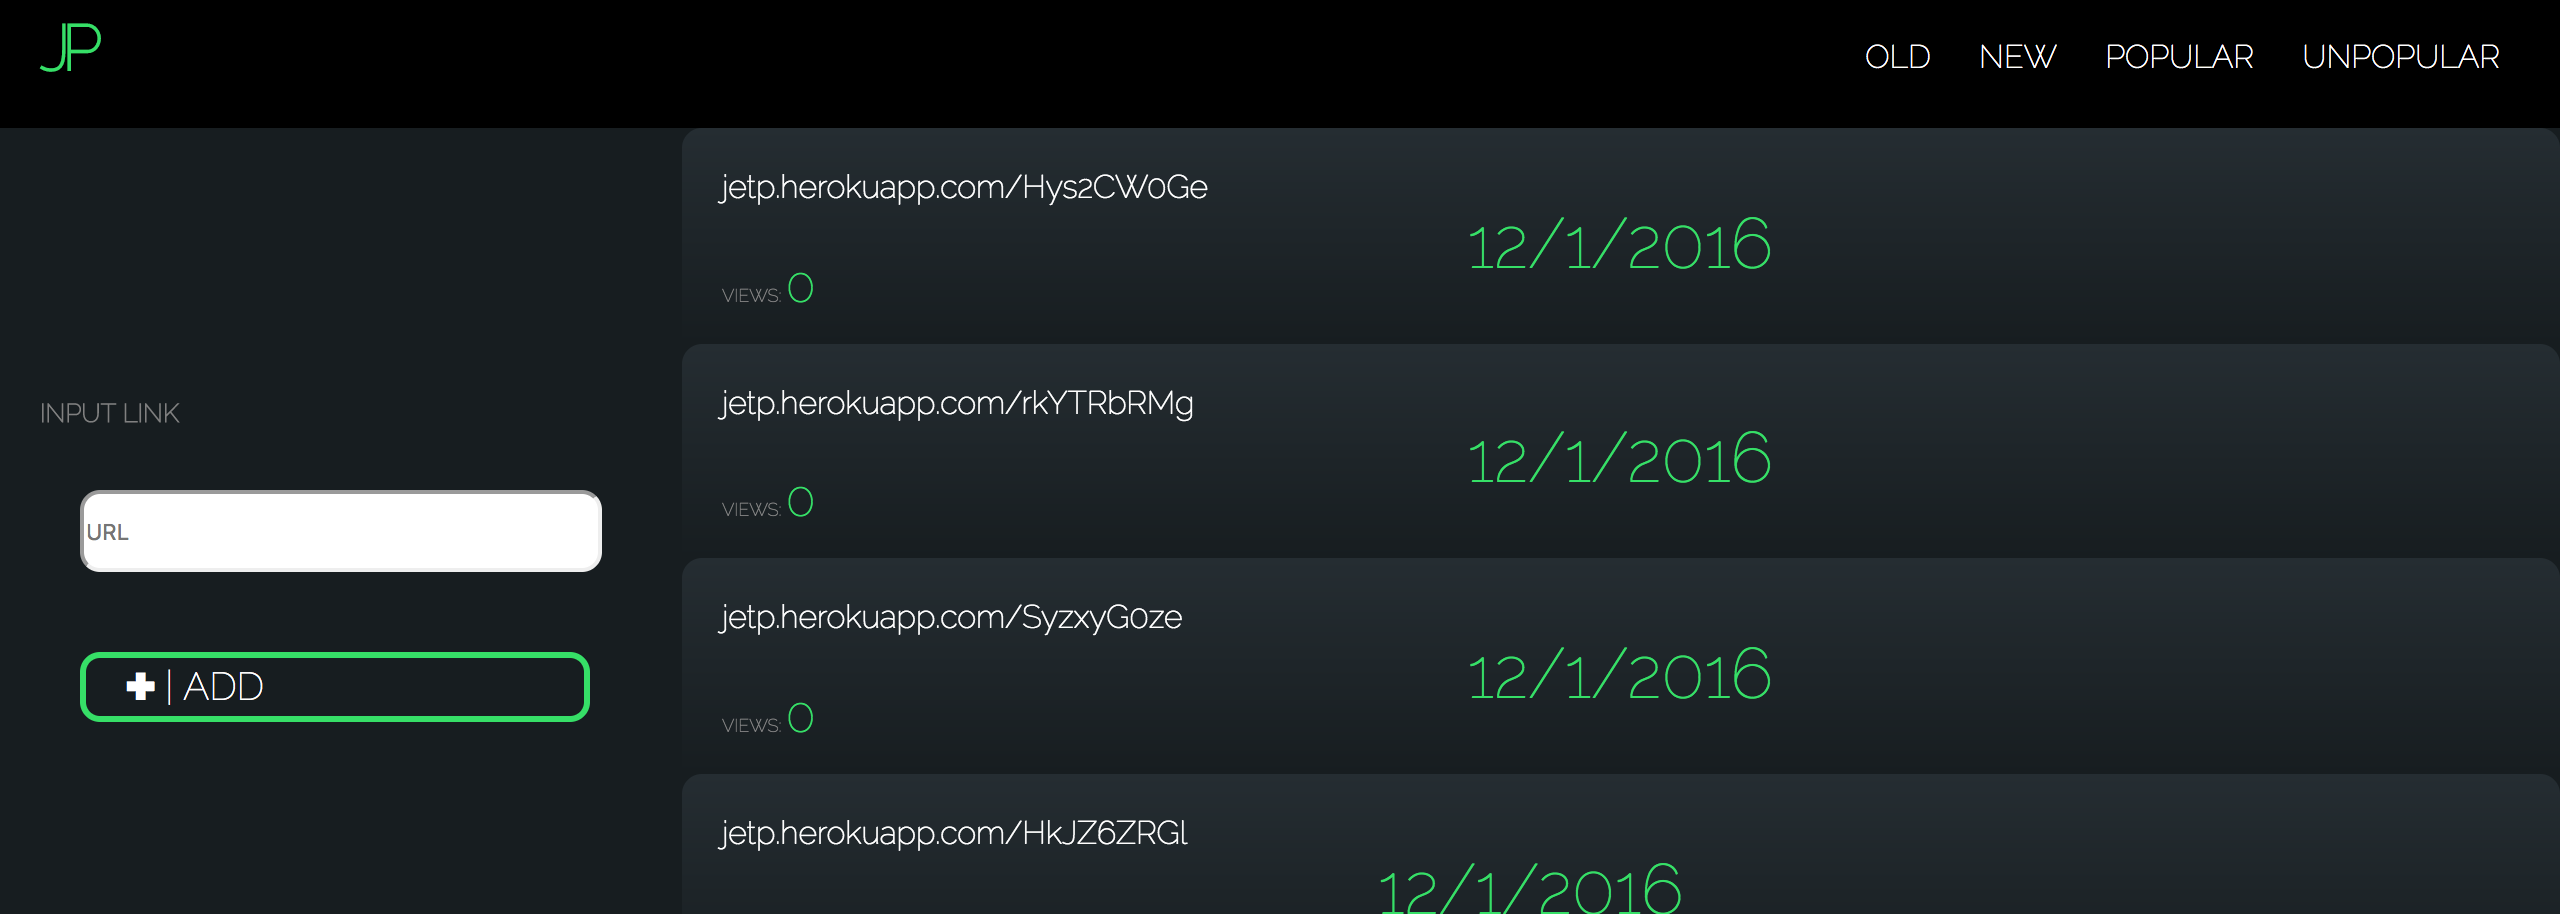 JP
OLD NEW POPULAR UNPOPULAR
INPUT LINK
URL
✚ | ADD
jetp.herokuapp.com/Hys2CW0Ge
12/1/2016
VIEWS: 0
jetp.herokuapp.com/rkYTRbRMg
12/1/2016
VIEWS: 0
jetp.herokuapp.com/SyzxyG0ze
12/1/2016
VIEWS: 0
jetp.herokuapp.com/HkJZ6ZRGl
12/1/2016